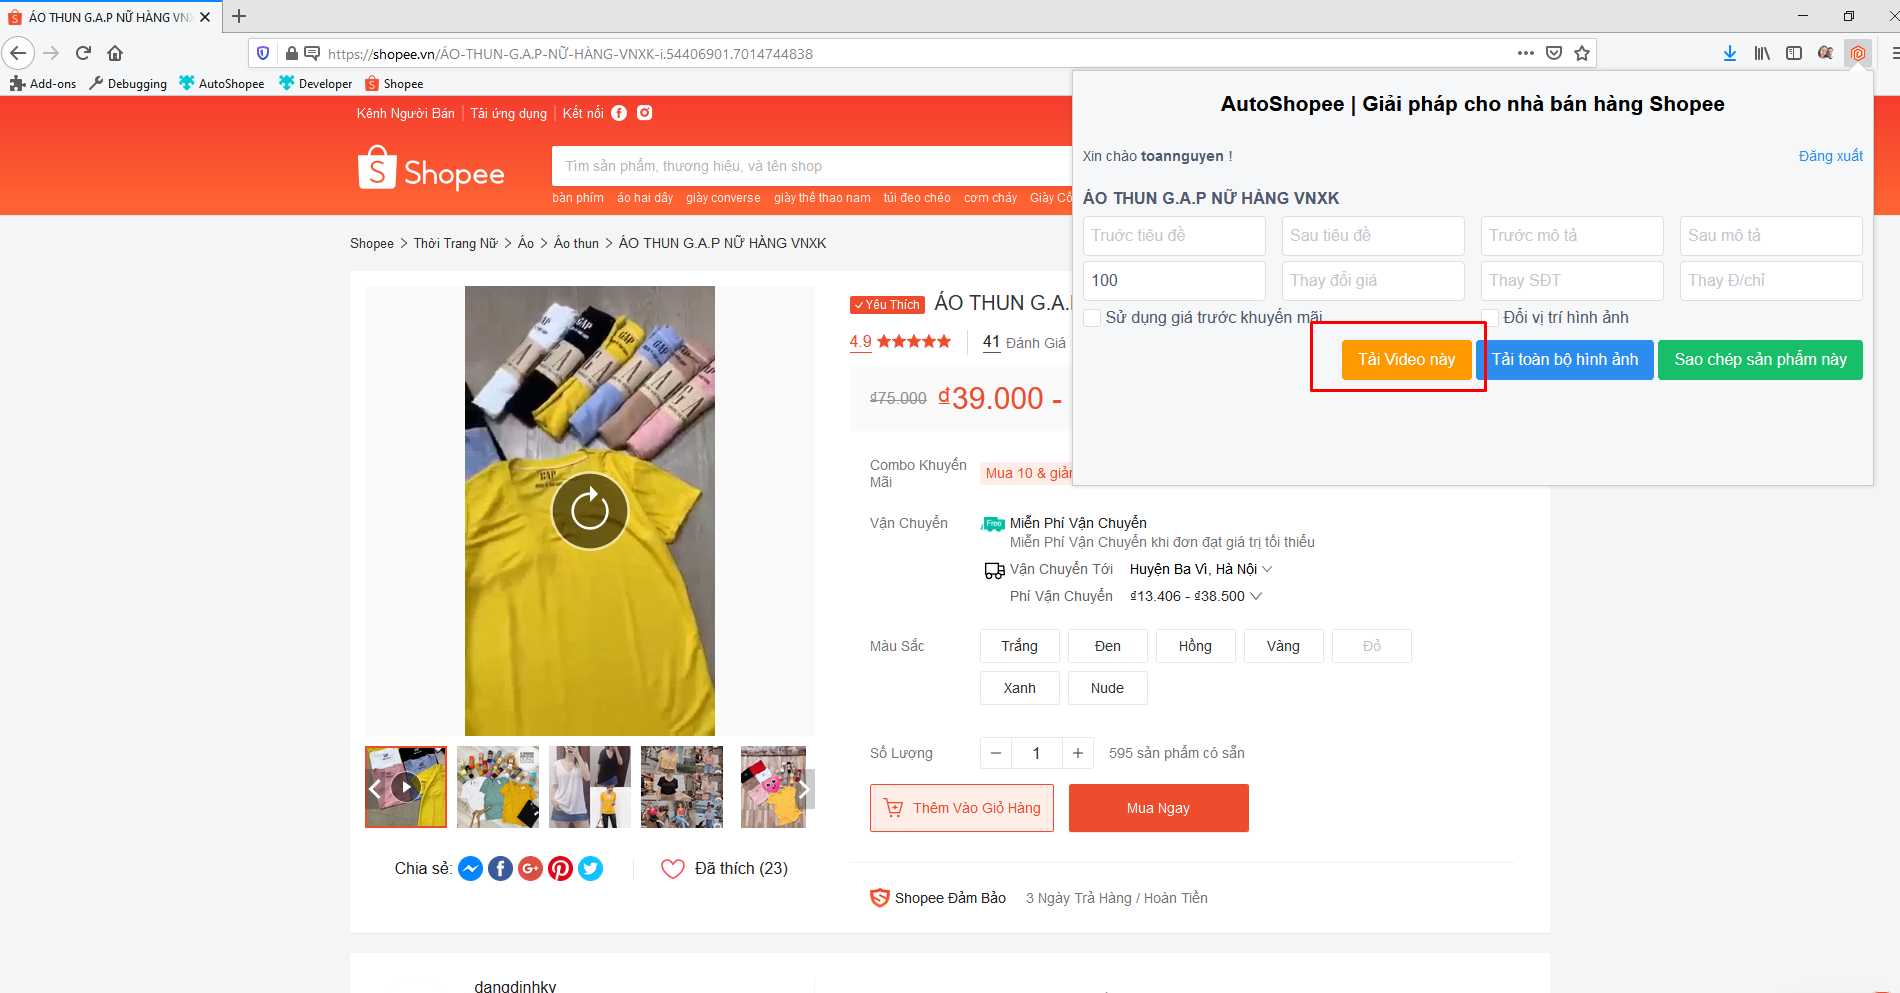 ÁO THUN G.A.P NỮ HÀNG VNX
https://shopee.vn/ÁO-THUN-G.A.P-NỮ-HÀNG-VNXK-i.54406901.7014744838
Add-ons Debugging AutoShopee Developer Shopee
Kênh Người Bán Tải ứng dụng Kết nối
Shopee
Tìm sản phẩm, thương hiệu, và tên shop
bàn phím áo hai dây giày converse giày thể thao nam túi đeo chéo cơm cháy Giày Cổ
AutoShopee | Giải pháp cho nhà bán hàng Shopee
Xin chào toannguyen !
Đăng xuất
ÁO THUN G.A.P NỮ HÀNG VNXK
Trước tiêu đề Sau tiêu đề Trước mô tả Sau mô tả
100 Thay đổi giá Thay SĐT Thay Đ/chỉ
Sử dụng giá trước khuyến mãi Đổi vị trí hình ảnh
Tải Video này Tải toàn bộ hình ảnh Sao chép sản phẩm này
Shopee > Thời Trang Nữ > Áo > Áo thun > ÁO THUN G.A.P NỮ HÀNG VNXK
Yêu Thích ÁO THUN G.A.
4.9 41 Đánh Giá
₫75.000 ₫39.000 -
Combo Khuyến Mãi
Mua 10 & giản
Vận Chuyển
Free Miễn Phí Vận Chuyển
Miễn Phí Vận Chuyển khi đơn đạt giá trị tối thiểu
Vận Chuyển Tới Huyện Ba Vì, Hà Nội
Phí Vận Chuyển ₫13.406 - ₫38.500
Màu Sắc
Trắng Đen Hồng Vàng Đỏ
Xanh Nude
Số Lượng
− 1 + 595 sản phẩm có sẵn
Thêm Vào Giỏ Hàng Mua Ngay
Chia sẻ: Đã thích (23)
Shopee Đảm Bảo 3 Ngày Trả Hàng / Hoàn Tiền
dangdinhky
GAP